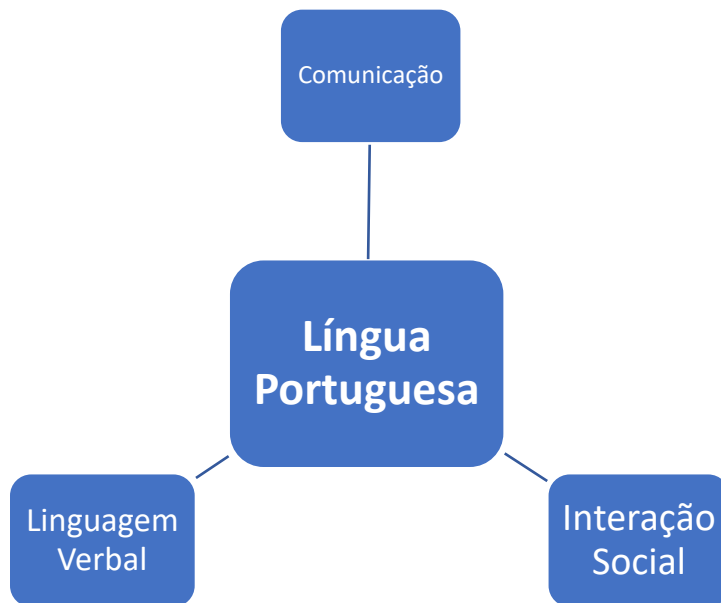 Comunicação
Língua
Portuguesa
Linguagem
Verbal
Interação
Social